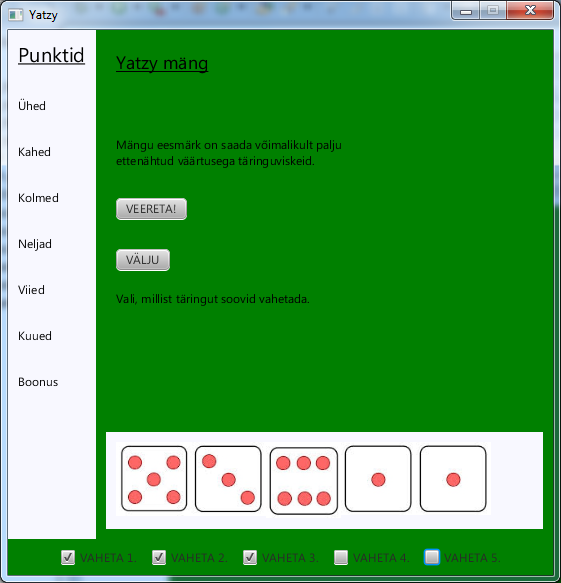 Yatzy
Punktid
Ühed
Kahed
Kolmed
Neljad
Viied
Kuued
Boonus
Yatzy mäng
Mängu eesmärk on saada võimalikult palju
ettenähtud väärtusega täringuviskeid.
VEERETA!
VÄLJU
Vali, millist täringut soovid vahetada.
VAHETA 1.
VAHETA 2.
VAHETA 3.
VAHETA 4.
VAHETA 5.